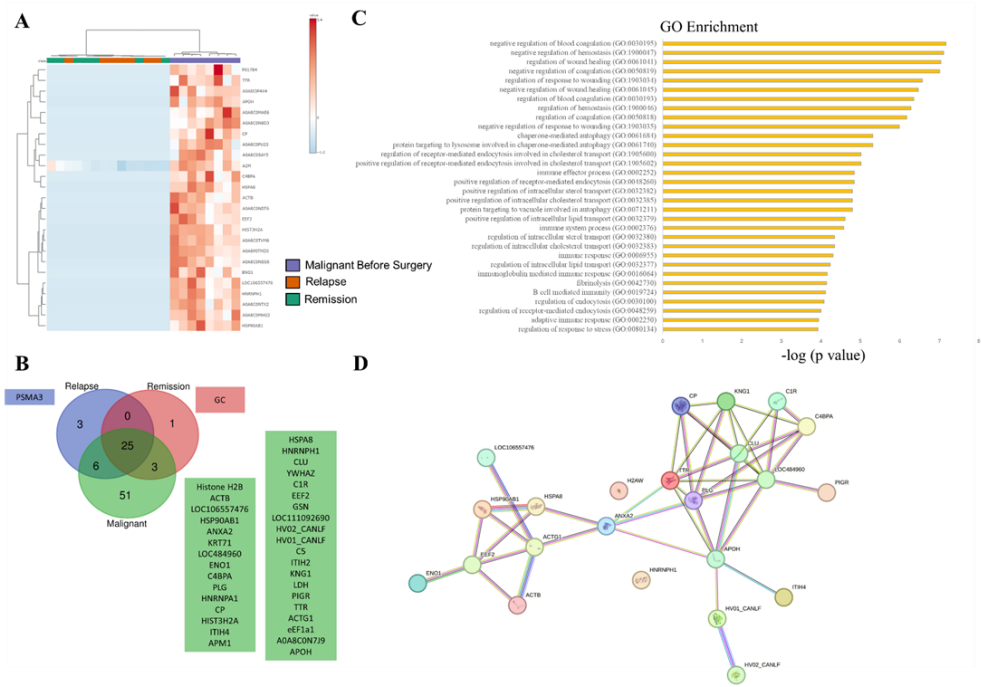 A
TTR
APOH
CP
A2M
C4BPA
HSPA8
ACTB
EEF2
HIST3H2A
ENO1
LOC106557476
HNRNPH1
HSP90AB1
Malignant Before Surgery
Relapse
Remission
B
Relapse
Remission
Malignant
PSMA3
GC
3
0
1
25
6
3
51
Histone H2B
ACTB
LOC106557476
HSP90AB1
ANXA2
KRT71
LOC484960
ENO1
C4BPA
PLG
HNRNPA1
CP
HIST3H2A
ITIH4
APM1
HSPA8
HNRNPH1
CLU
YWHAZ
C1R
EEF2
GSN
LOC111092690
HV02_CANLF
HV01_CANLF
C5
ITIH2
KNG1
LDH
PIGR
TTR
ACTG1
eEF1a1
A0A8C0N7J9
APOH
C
GO Enrichment
negative regulation of blood coagulation (GO:0030195)
negative regulation of hemostasis (GO:1900047)
regulation of wound healing (GO:0061041)
negative regulation of coagulation (GO:0050819)
regulation of response to wounding (GO:1903034)
negative regulation of wound healing (GO:0061045)
regulation of blood coagulation (GO:0030193)
regulation of hemostasis (GO:1900046)
regulation of coagulation (GO:0050818)
negative regulation of response to wounding (GO:1903035)
chaperone-mediated autophagy (GO:0061684)
protein targeting to lysosome involved in chaperone-mediated autophagy (GO:0061740)
regulation of receptor-mediated endocytosis involved in cholesterol transport (GO:1905600)
positive regulation of receptor-mediated endocytosis involved in cholesterol transport (GO:1905602)
immune effector process (GO:0002252)
positive regulation of receptor-mediated endocytosis (GO:0048260)
positive regulation of intracellular sterol transport (GO:0032382)
positive regulation of intracellular cholesterol transport (GO:0032385)
protein targeting to vacuole involved in autophagy (GO:0071211)
positive regulation of intracellular lipid transport (GO:0032379)
immune system process (GO:0002376)
regulation of intracellular sterol transport (GO:0032380)
regulation of intracellular cholesterol transport (GO:0032383)
immune response (GO:0006955)
regulation of intracellular lipid transport (GO:0032377)
immunoglobulin mediated immune response (GO:0016064)
fibrinolysis (GO:0042730)
B cell mediated immunity (GO:0019724)
regulation of endocytosis (GO:0030100)
regulation of receptor-mediated endocytosis (GO:0048259)
adaptive immune response (GO:0002250)
regulation of response to stress (GO:0080134)
0 1 2 3 4 5 6 7 8
-log (p value)
D
CP
KNG1
C1R
C4BPA
CLU
LOC106557476
TTR
LOC484960
H2AW
PLG
PIGR
HSP90AB1
HSPA8
ANXA2
ACTG1
EEF2
APOH
ENO1
HNRNPH1
ACTB
ITIH4
HV01_CANLF
HV02_CANLF